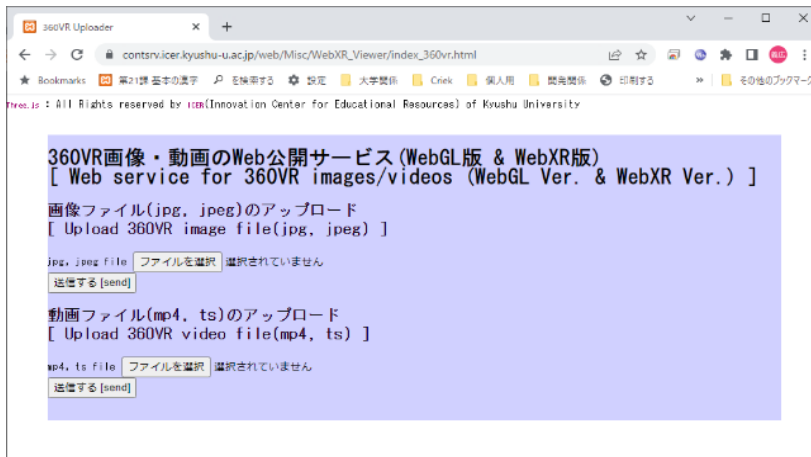 360VR Uploader
contsrv.icer.kyushu-u.ac.jp/web/Misc/WebXR_Viewer/index_360vr.html
Bookmarks 第21課 基本の漢字 を検索する 設定 大学関係 Criek 個人用 開発関係 印刷する » その他のブックマーク
Three.js : All Rights reserved by ICER(Innovation Center for Educational Resources) of Kyushu University
360VR画像・動画のWeb公開サービス(WebGL版 & WebXR版)
[ Web service for 360VR images/videos (WebGL Ver. & WebXR Ver.) ]
画像ファイル(jpg, jpeg)のアップロード
[ Upload 360VR image file(jpg, jpeg) ]
jpg, jpeg file ファイルを選択 選択されていません
送信する [send]
動画ファイル(mp4, ts)のアップロード
[ Upload 360VR video file(mp4, ts) ]
mp4, ts file ファイルを選択 選択されていません
送信する [send]